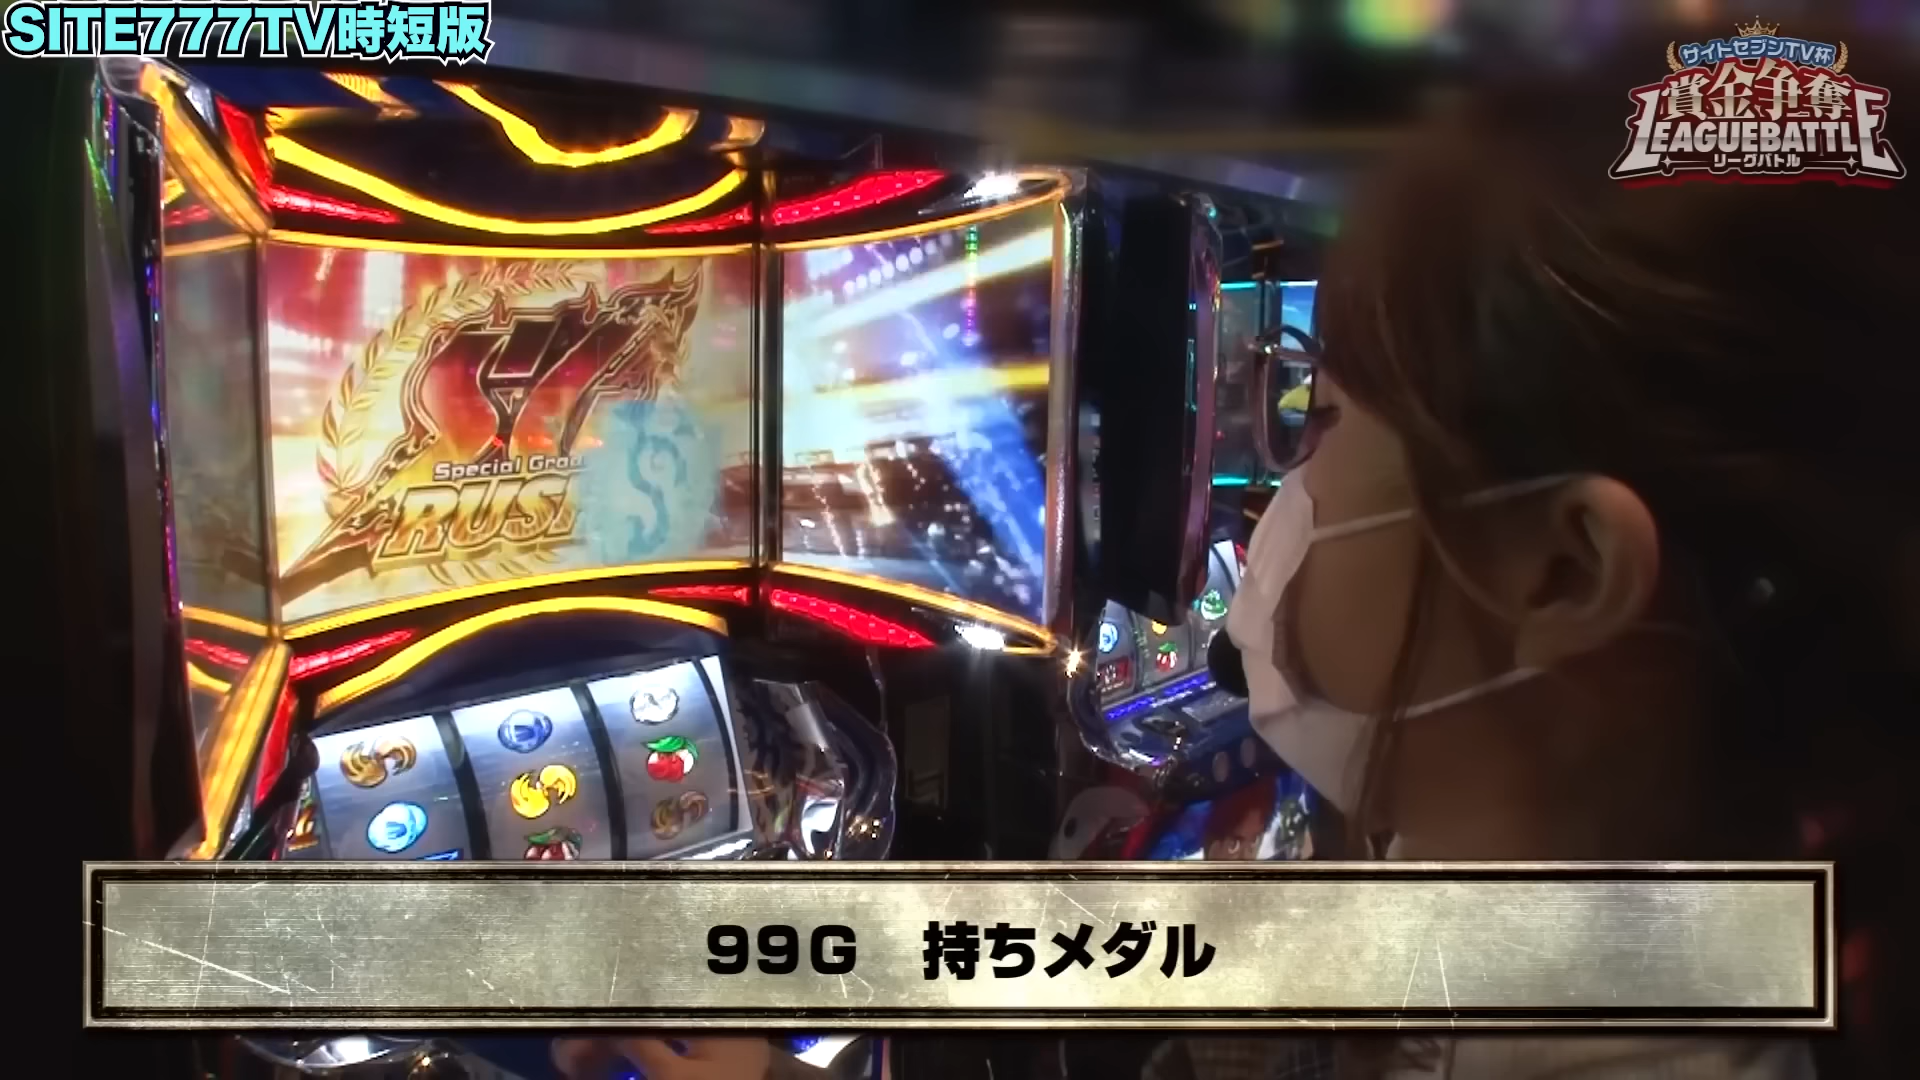 SITE777TV時短版
サイトセブンTV杯
賞金争奪
LEAGUEBATTLE
リーグバトル
Special Grad
RUSH
99G 持ちメダル